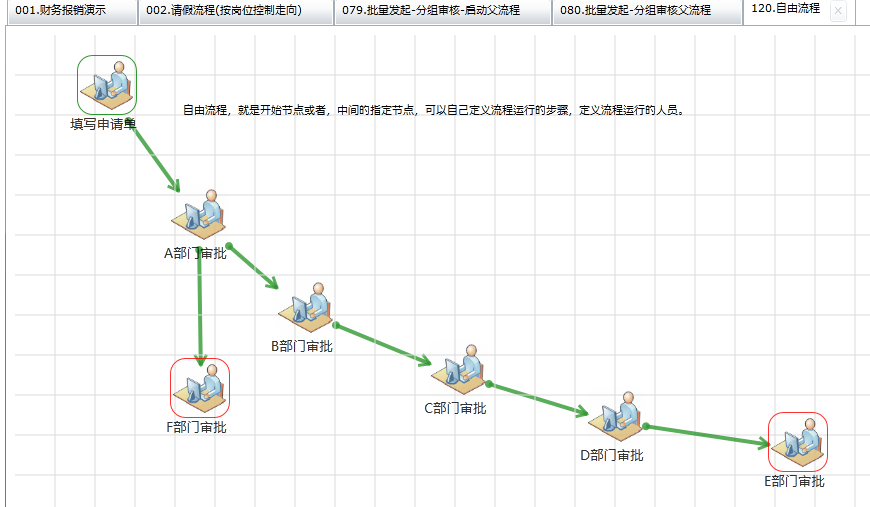 001.财务报销演示
002.请假流程(按岗位控制走向)
079.批量发起-分组审核-启动父流程
080.批量发起-分组审核父流程
120.自由流程
自由流程，就是开始节点或者，中间的指定节点，可以自己定义流程运行的步骤，定义流程运行的人员。
填写申请单
A部门审批
B部门审批
C部门审批
F部门审批
D部门审批
E部门审批